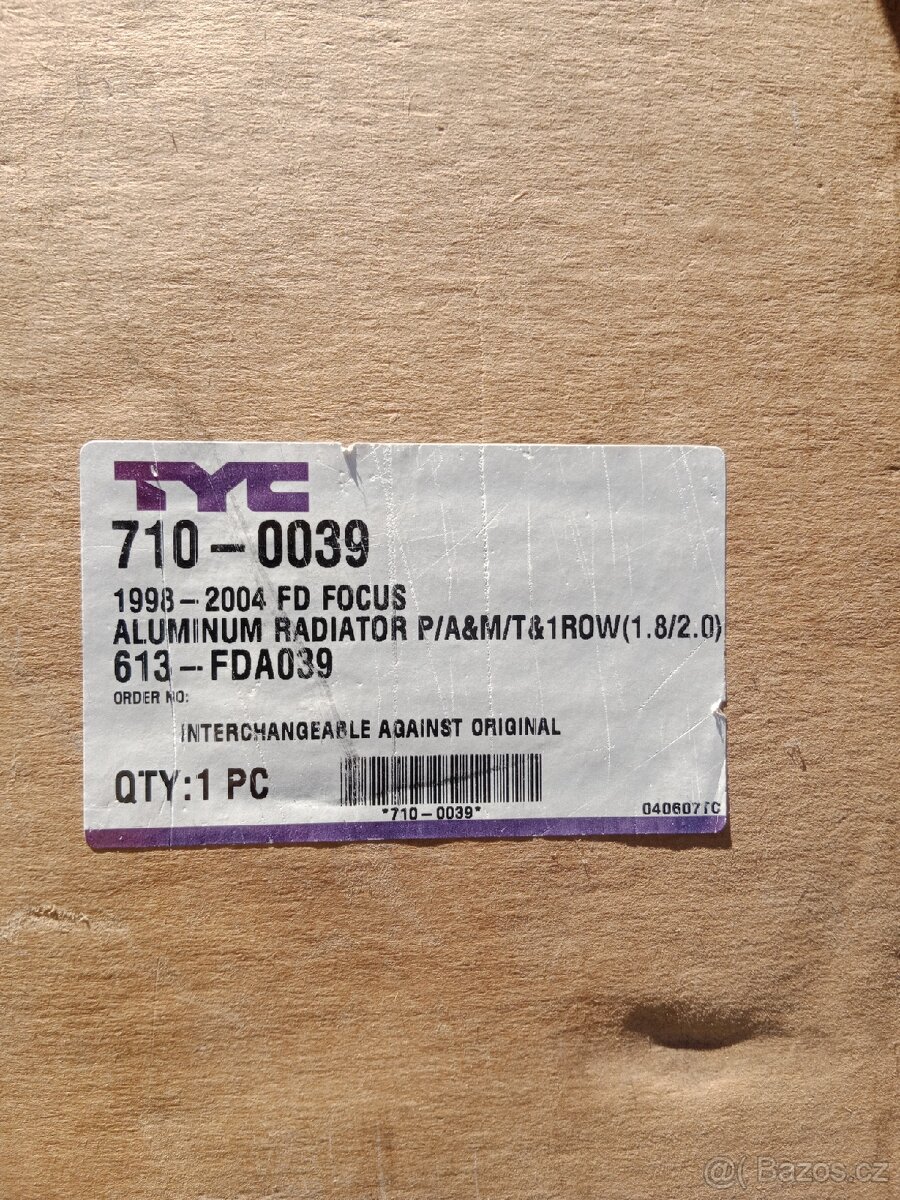 TYC
710-0039
1998-2004 FD FOCUS
ALUMINUM RADIATOR P/A&M/T&1ROW(1.8/2.0)
613-FDA039
ORDER NO:
INTERCHANGEABLE AGAINST ORIGINAL
QTY:1 PC
*710-0039*
040607TC
@( Bazos.cz